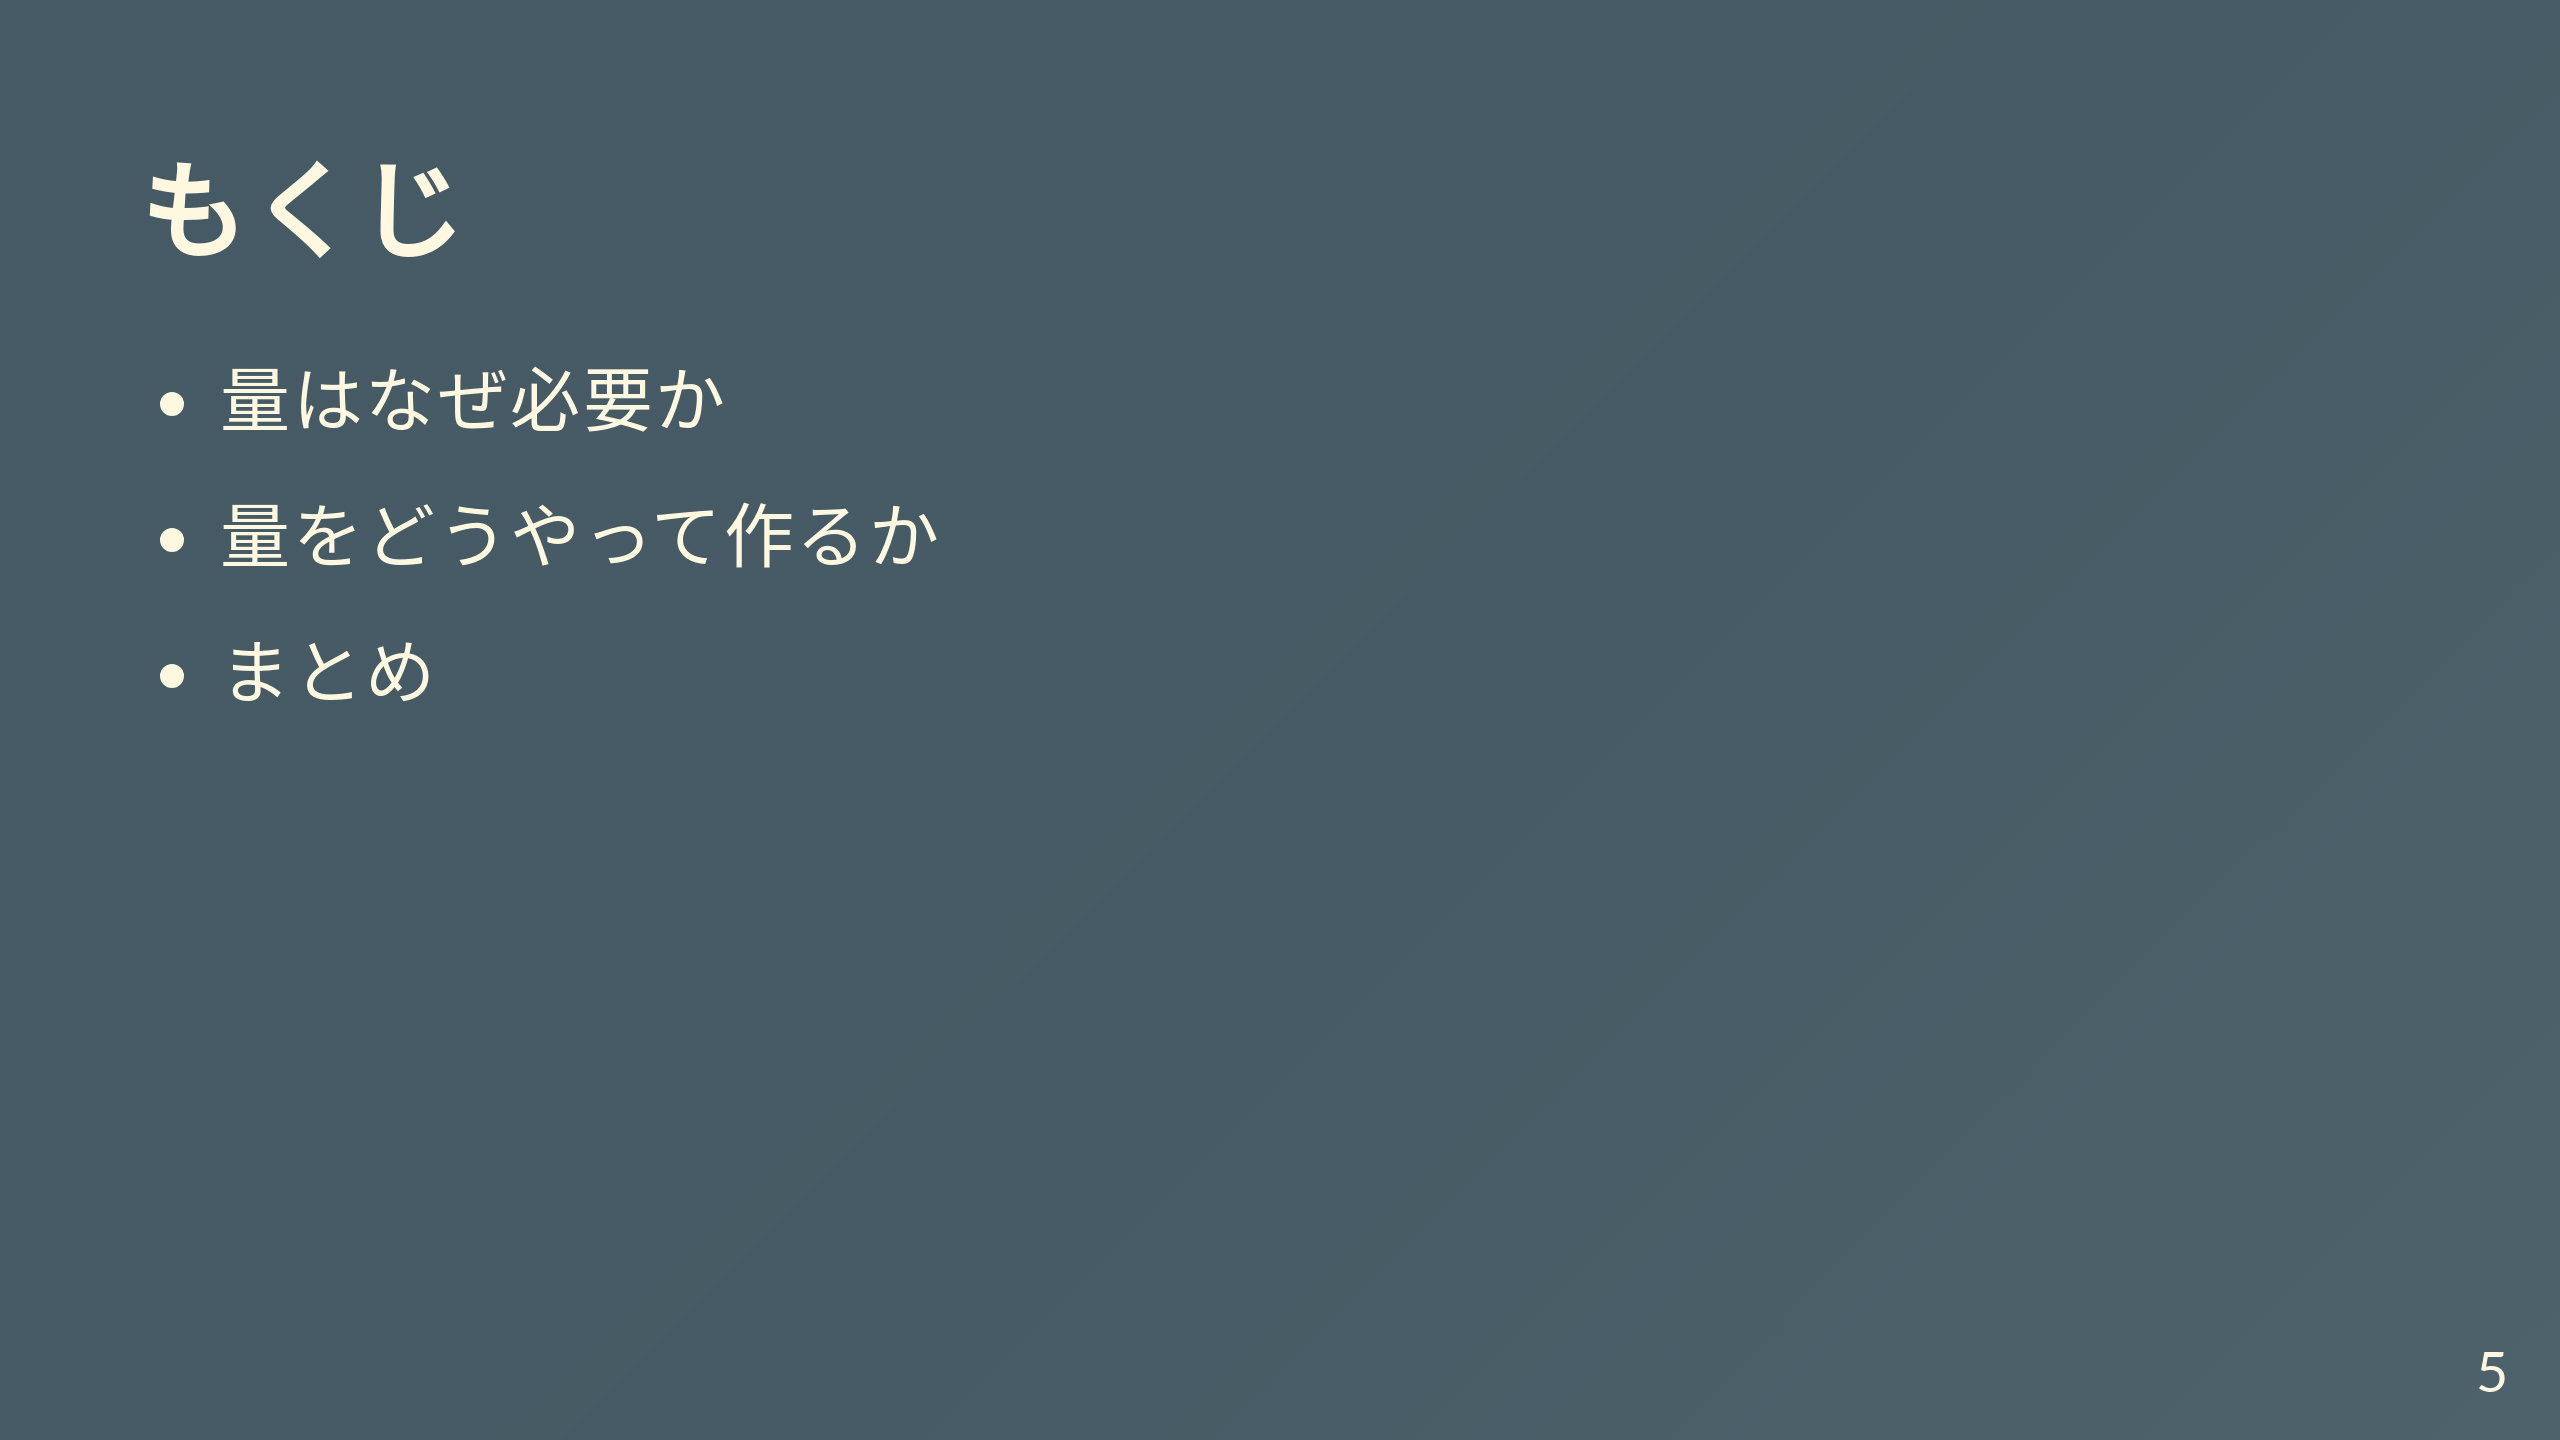 もくじ
• 量はなぜ必要か
• 量をどうやって作るか
• まとめ
5